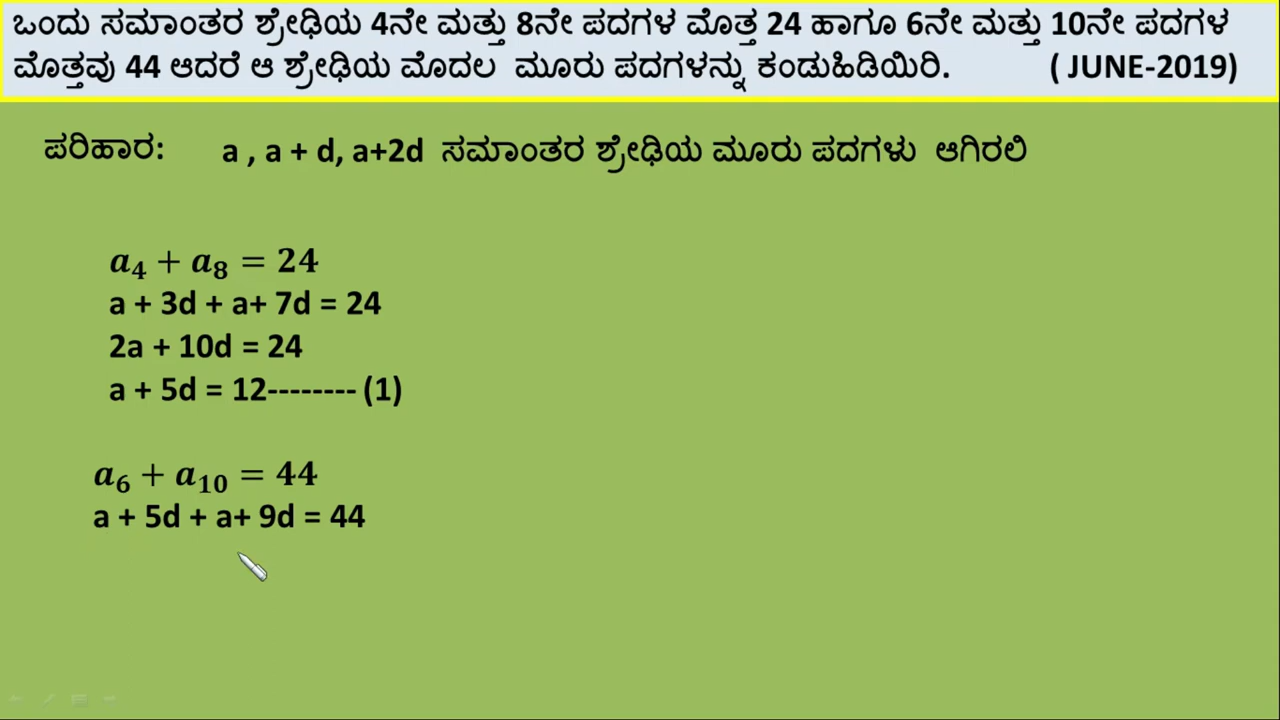 ಒಂದು ಸಮಾಂತರ ಶ್ರೇಢಿಯ 4ನೇ ಮತ್ತು 8ನೇ ಪದಗಳ ಮೊತ್ತ 24 ಹಾಗೂ 6ನೇ ಮತ್ತು 10ನೇ ಪದಗಳ
ಮೊತ್ತವು 44 ಆದರೆ ಆ ಶ್ರೇಢಿಯ ಮೊದಲ ಮೂರು ಪದಗಳನ್ನು ಕಂಡುಹಿಡಿಯಿರಿ. ( JUNE-2019)
ಪರಿಹಾರ: a , a + d, a+2d ಸಮಾಂತರ ಶ್ರೇಢಿಯ ಮೂರು ಪದಗಳು ಆಗಿರಲಿ
a₄ + a₈ = 24
a + 3d + a+ 7d = 24
2a + 10d = 24
a + 5d = 12-------- (1)
a₆ + a₁₀ = 44
a + 5d + a+ 9d = 44